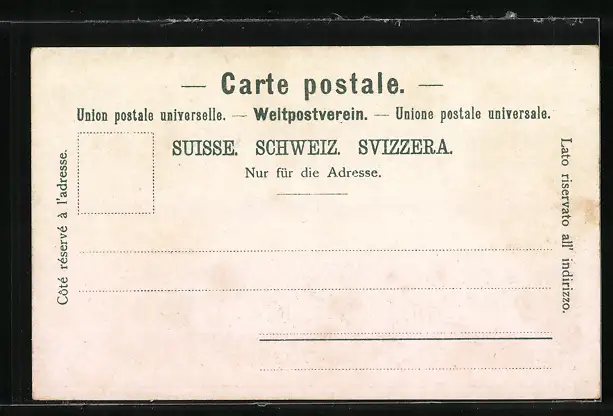 — Carte postale. —
Union postale universelle. — Weltpostverein. — Unione postale universale.
SUISSE. SCHWEIZ. SVIZZERA.
Nur für die Adresse.
Côté réservé à l'adresse.
Lato riservato all' indirizzo.